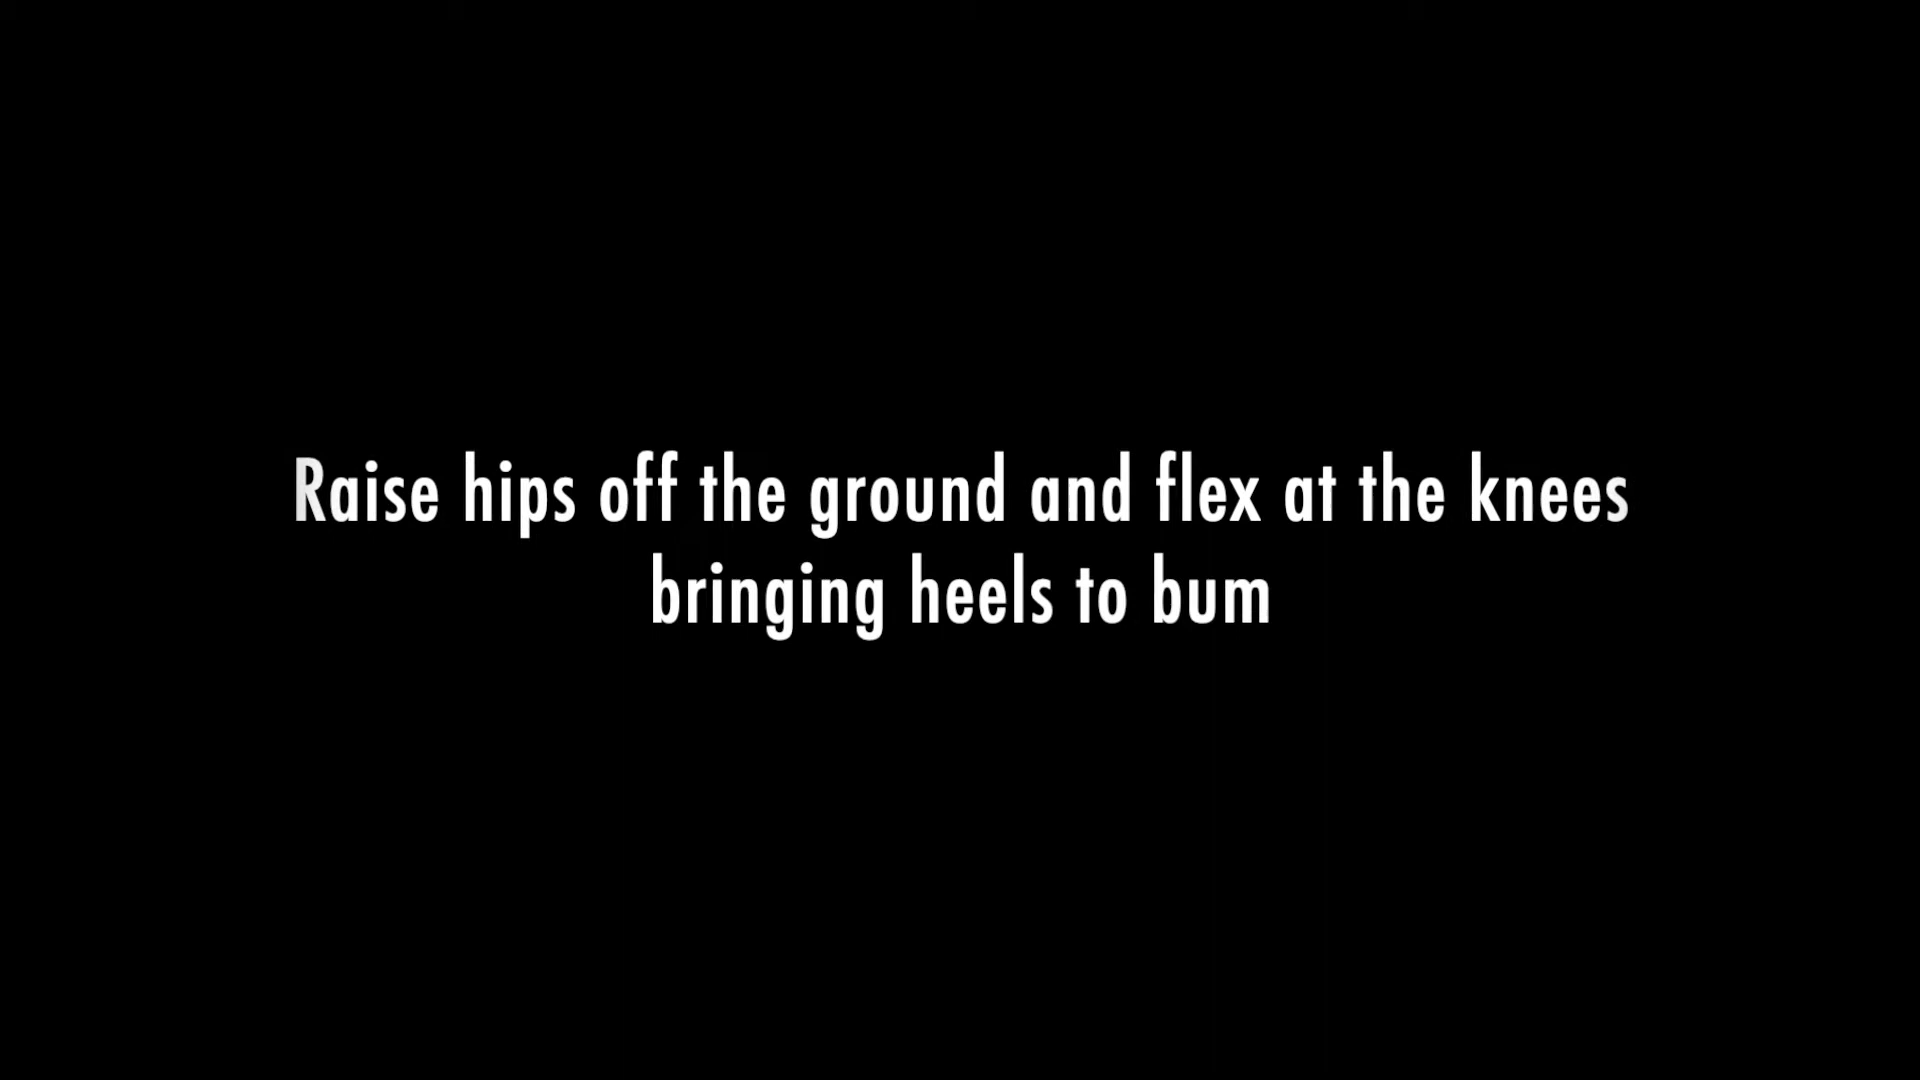 Raise hips off the ground and flex at the knees
bringing heels to bum